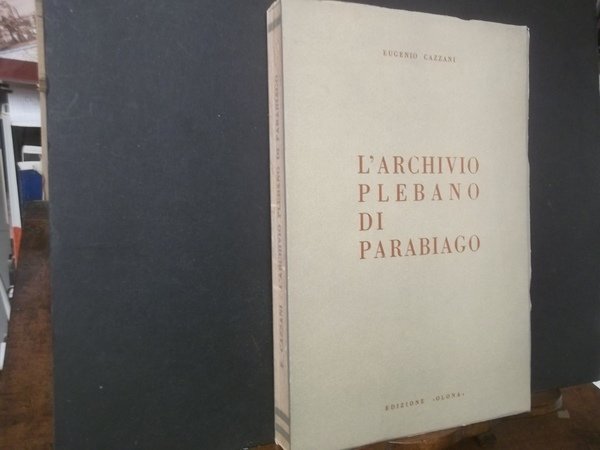 EUGENIO CAZZANI
L'ARCHIVIO
PLEBANO
DI
PARABIAGO
EDIZIONE «OLONA»
E. CAZZANI - L'ARCHIVIO PLEBANO DI PARABIAGO